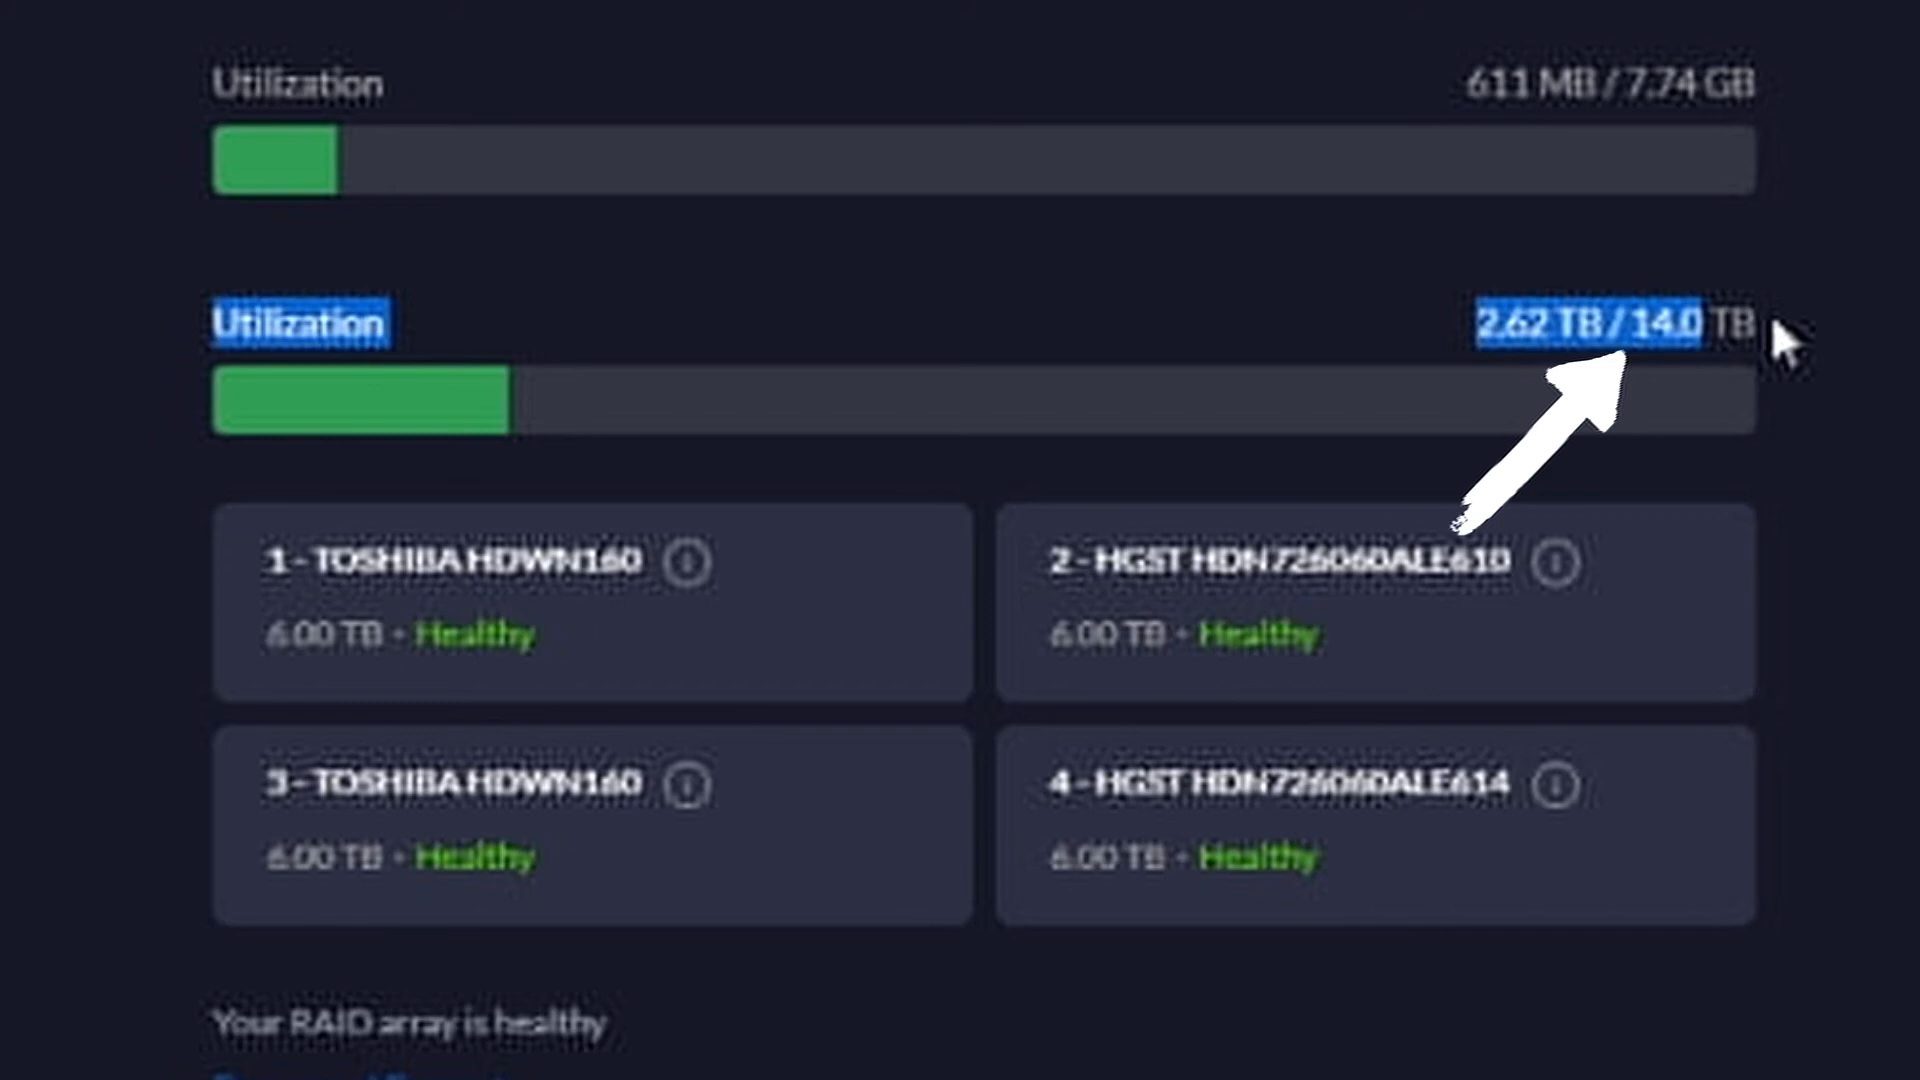 Utilization 611 MB / 7.74 GB
Utilization 2.62 TB / 14.0 TB
1 - TOSHIBA HDWN160
6.00 TB - Healthy
2 - HGST HDN726060ALE610
6.00 TB - Healthy
3 - TOSHIBA HDWN160
6.00 TB - Healthy
4 - HGST HDN726060ALE614
6.00 TB - Healthy
Your RAID array is healthy